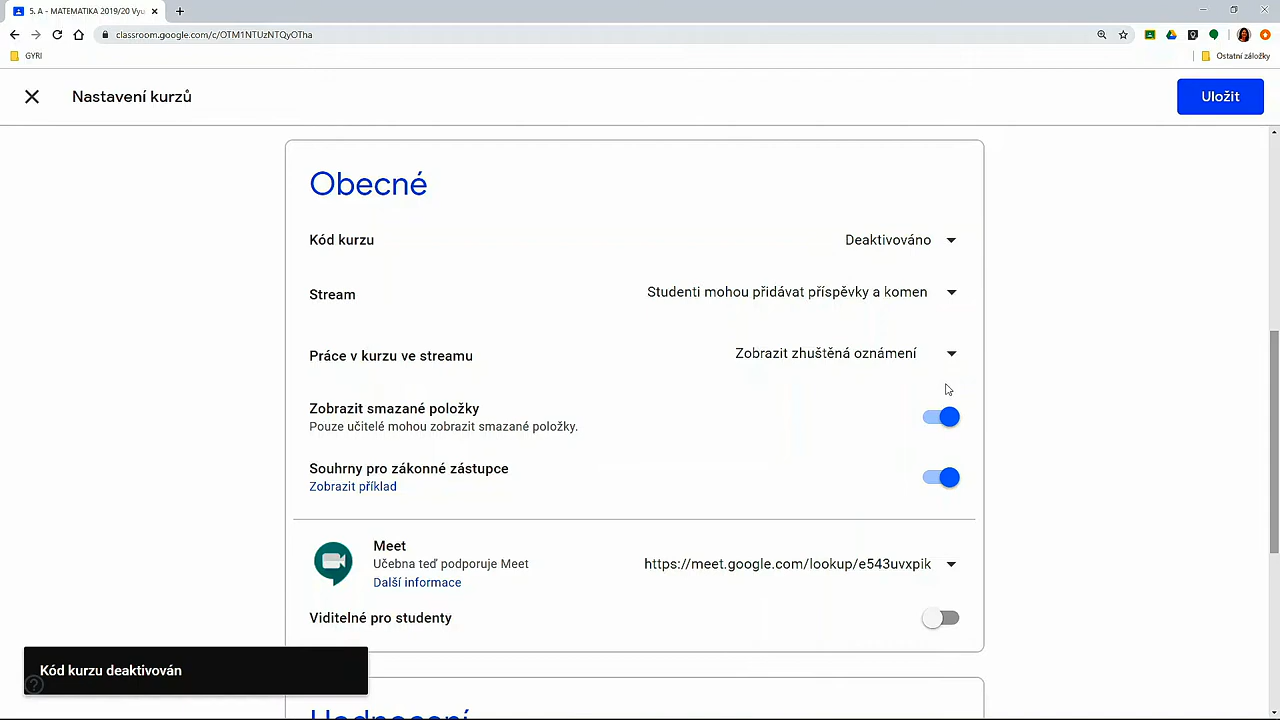 5. A - MATEMATIKA 2019/20 Vyu
classroom.google.com/c/OTM1NTUzNTQyOTha
GYRI
Ostatní záložky
Nastavení kurzů
Uložit
Obecné
Kód kurzu
Deaktivováno
Stream
Studenti mohou přidávat příspěvky a komen
Práce v kurzu ve streamu
Zobrazit zhuštěná oznámení
Zobrazit smazané položky
Pouze učitelé mohou zobrazit smazané položky.
Souhrny pro zákonné zástupce
Zobrazit příklad
Meet
Učebna teď podporuje Meet
https://meet.google.com/lookup/e543uvxpik
Další informace
Viditelné pro studenty
Kód kurzu deaktivován
?
Hodnocení